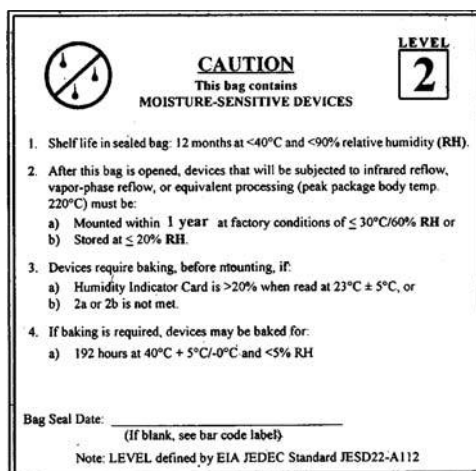 LEVEL
2
CAUTION
This bag contains
MOISTURE-SENSITIVE DEVICES
1. Shelf life in sealed bag: 12 months at <40°C and <90% relative humidity (RH).
2. After this bag is opened, devices that will be subjected to infrared reflow,
vapor-phase reflow, or equivalent processing (peak package body temp.
220°C) must be:
a) Mounted within 1 year at factory conditions of ≤ 30°C/60% RH or
b) Stored at ≤ 20% RH.
3. Devices require baking, before mounting, if:
a) Humidity Indicator Card is >20% when read at 23°C ± 5°C, or
b) 2a or 2b is not met.
4. If baking is required, devices may be baked for:
a) 192 hours at 40°C + 5°C/-0°C and <5% RH
Bag Seal Date:
(If blank, see bar code label)
Note: LEVEL defined by EIA JEDEC Standard JESD22-A112